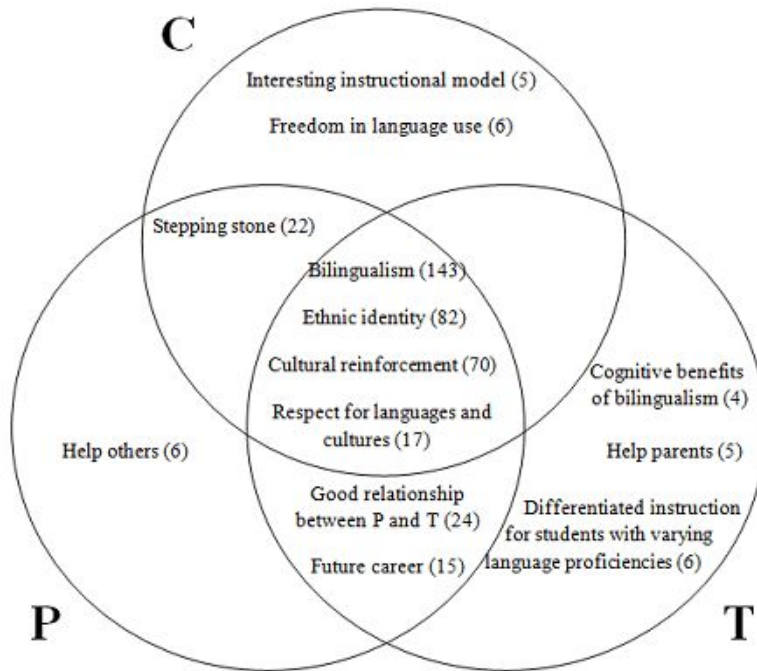 C
Interesting instructional model (5)
Freedom in language use (6)
Stepping stone (22)
Bilingualism (143)
Ethnic identity (82)
Cultural reinforcement (70)
Respect for languages and
cultures (17)
Cognitive benefits
of bilingualism (4)
Help others (6)
Help parents (5)
Good relationship
between P and T (24)
Future career (15)
Differentiated instruction
for students with varying
language proficiencies (6)
P
T